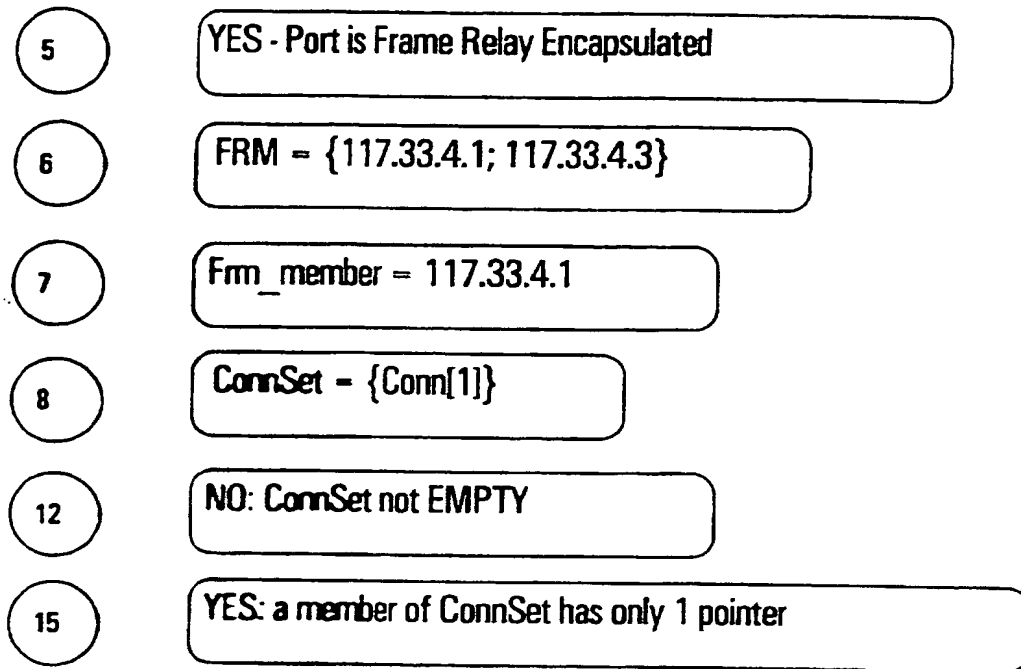 5 YES - Port is Frame Relay Encapsulated
6 FRM = {117.33.4.1; 117.33.4.3}
7 Frm_member = 117.33.4.1
8 ConnSet = {Conn[1]}
12 NO: ConnSet not EMPTY
15 YES: a member of ConnSet has only 1 pointer